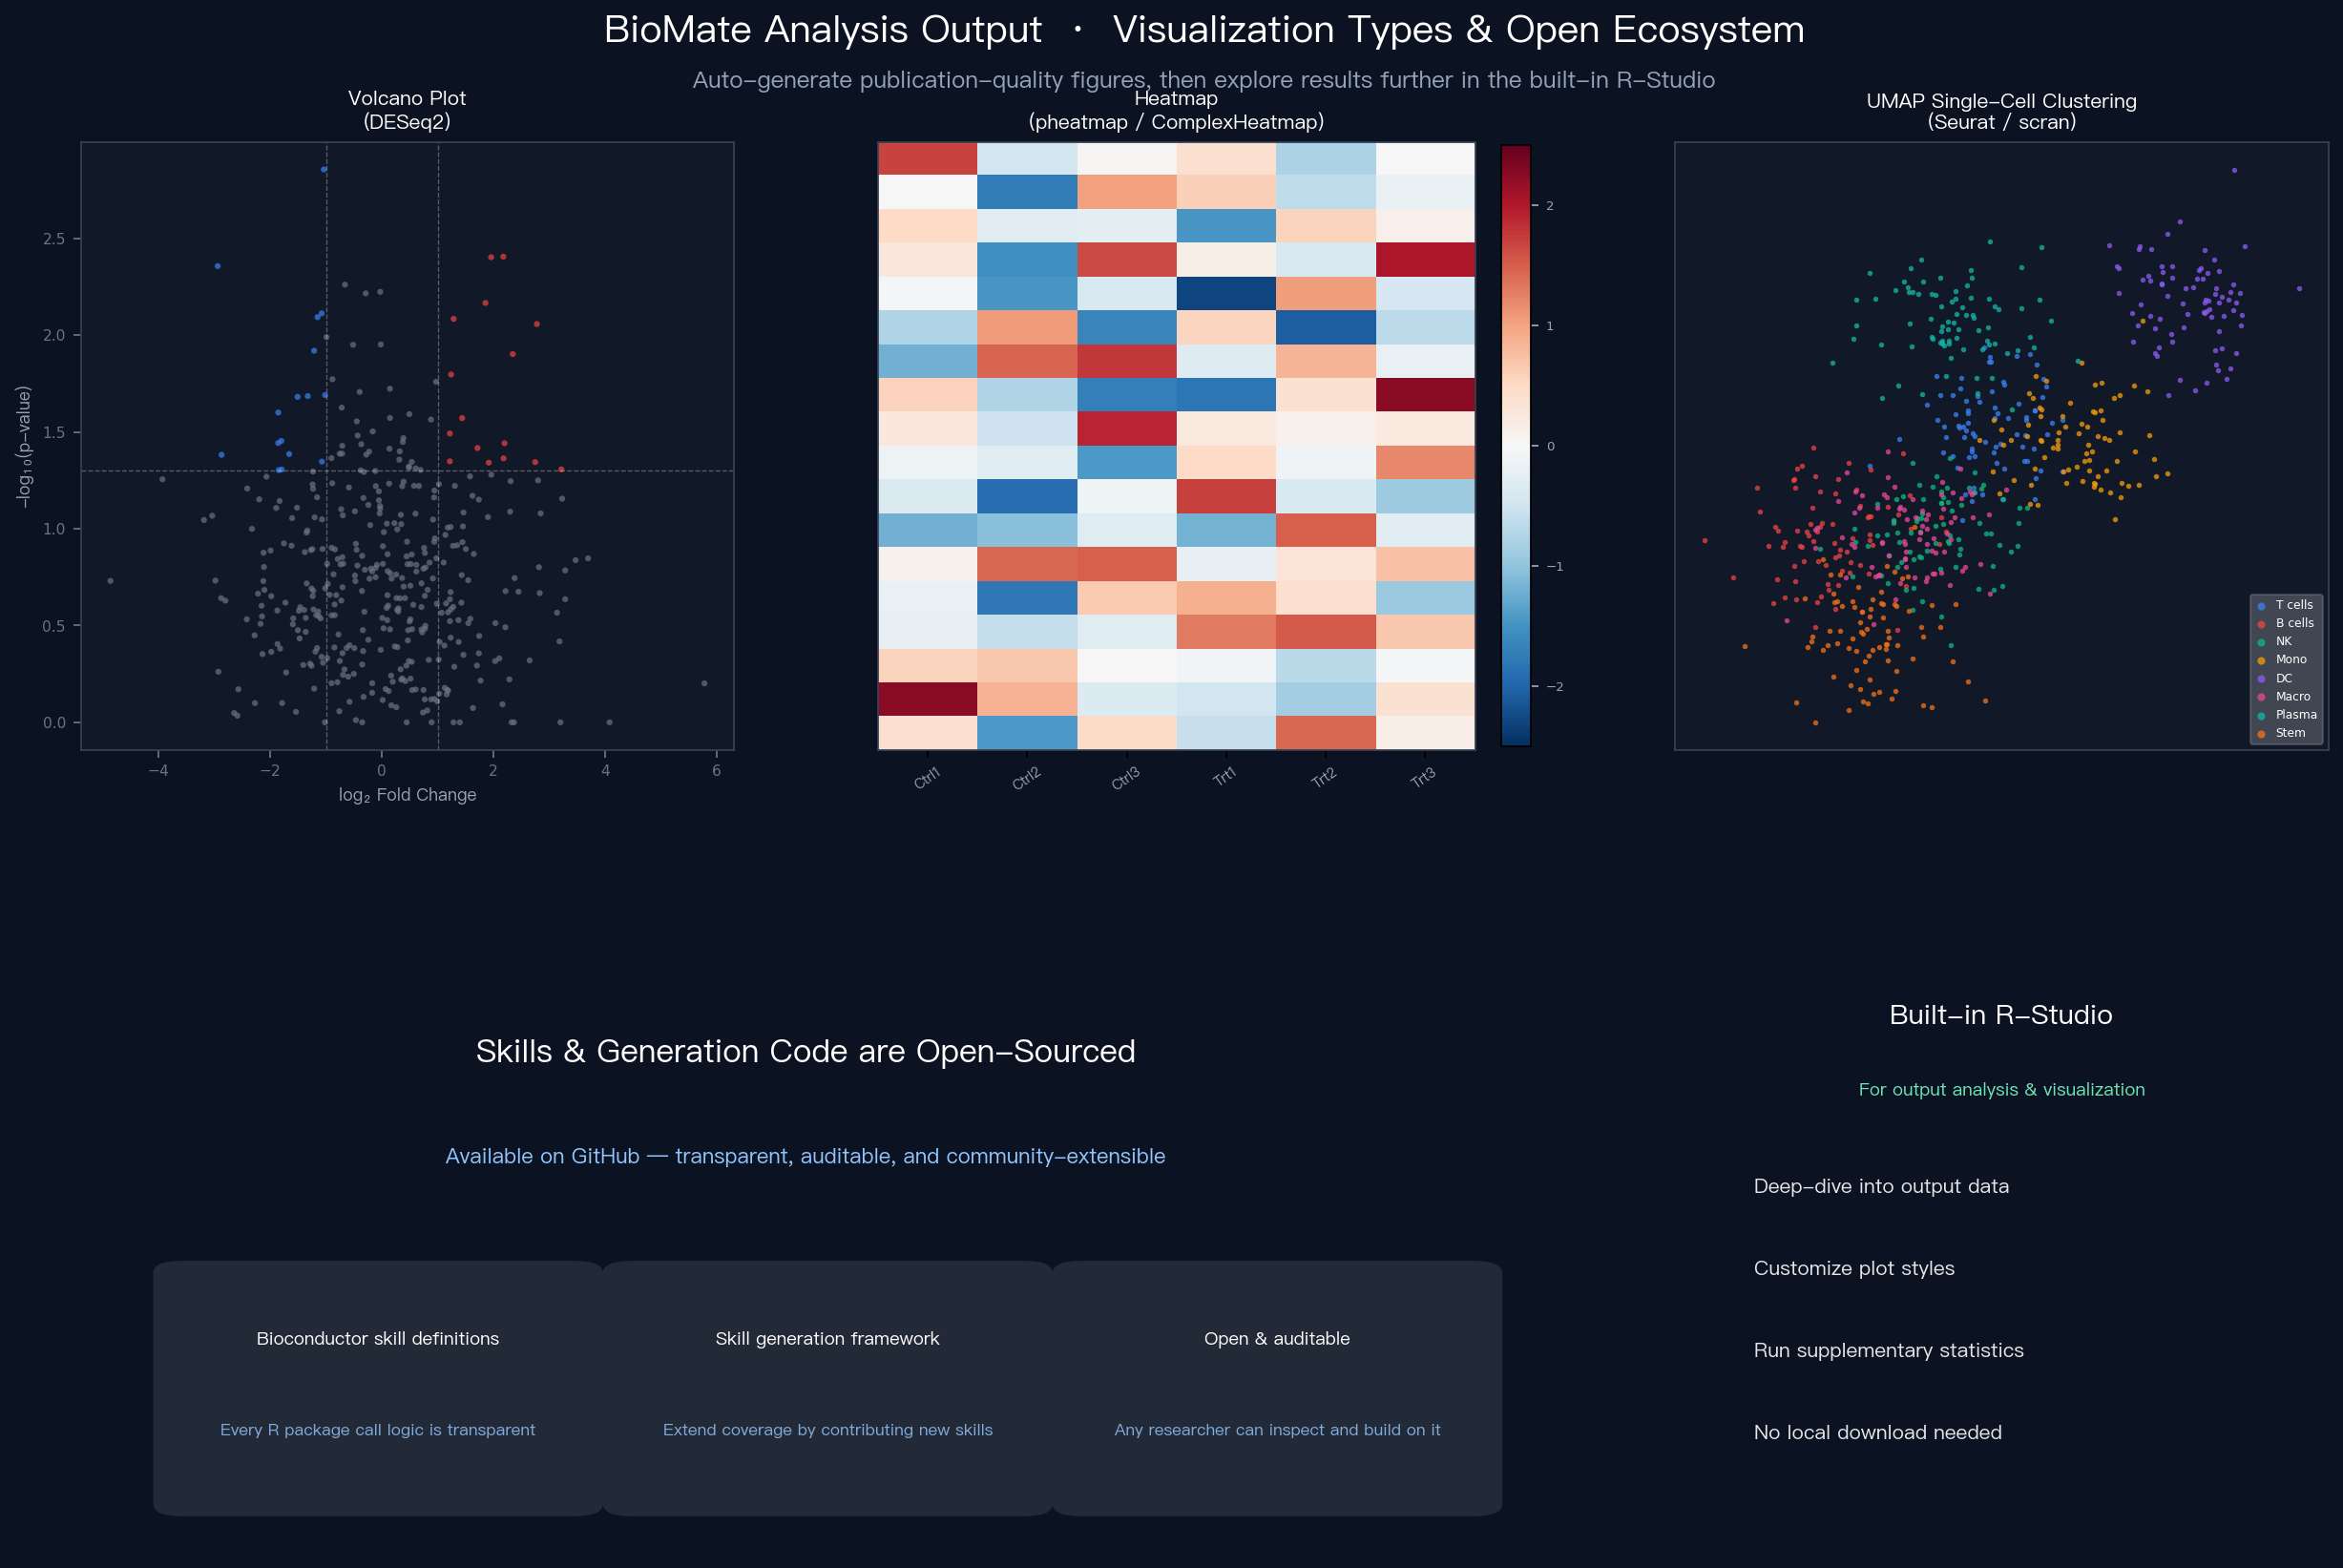 BioMate Analysis Output · Visualization Types & Open Ecosystem
Auto-generate publication-quality figures, then explore results further in the built-in R-Studio
Volcano Plot
(DESeq2)
−log₁₀(p-value)
2.5
2.0
1.5
1.0
0.5
0.0
−4
−2
0
2
4
6
log₂ Fold Change
Heatmap
(pheatmap / ComplexHeatmap)
2
1
0
−1
−2
Ctrl1
Ctrl2
Ctrl3
Trt1
Trt2
Trt3
UMAP Single-Cell Clustering
(Seurat / scran)
T cells
B cells
NK
Mono
DC
Macro
Plasma
Stem
Skills & Generation Code are Open-Sourced
Available on GitHub — transparent, auditable, and community-extensible
Bioconductor skill definitions
Every R package call logic is transparent
Skill generation framework
Extend coverage by contributing new skills
Open & auditable
Any researcher can inspect and build on it
Built-in R-Studio
For output analysis & visualization
Deep-dive into output data
Customize plot styles
Run supplementary statistics
No local download needed